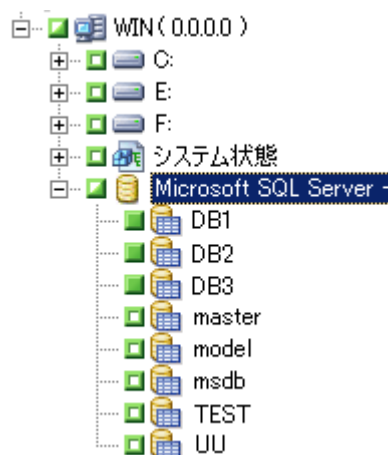 WIN ( 0.0.0.0 )
C:
E:
F:
システム状態
Microsoft SQL Server -
DB1
DB2
DB3
master
model
msdb
TEST
UU